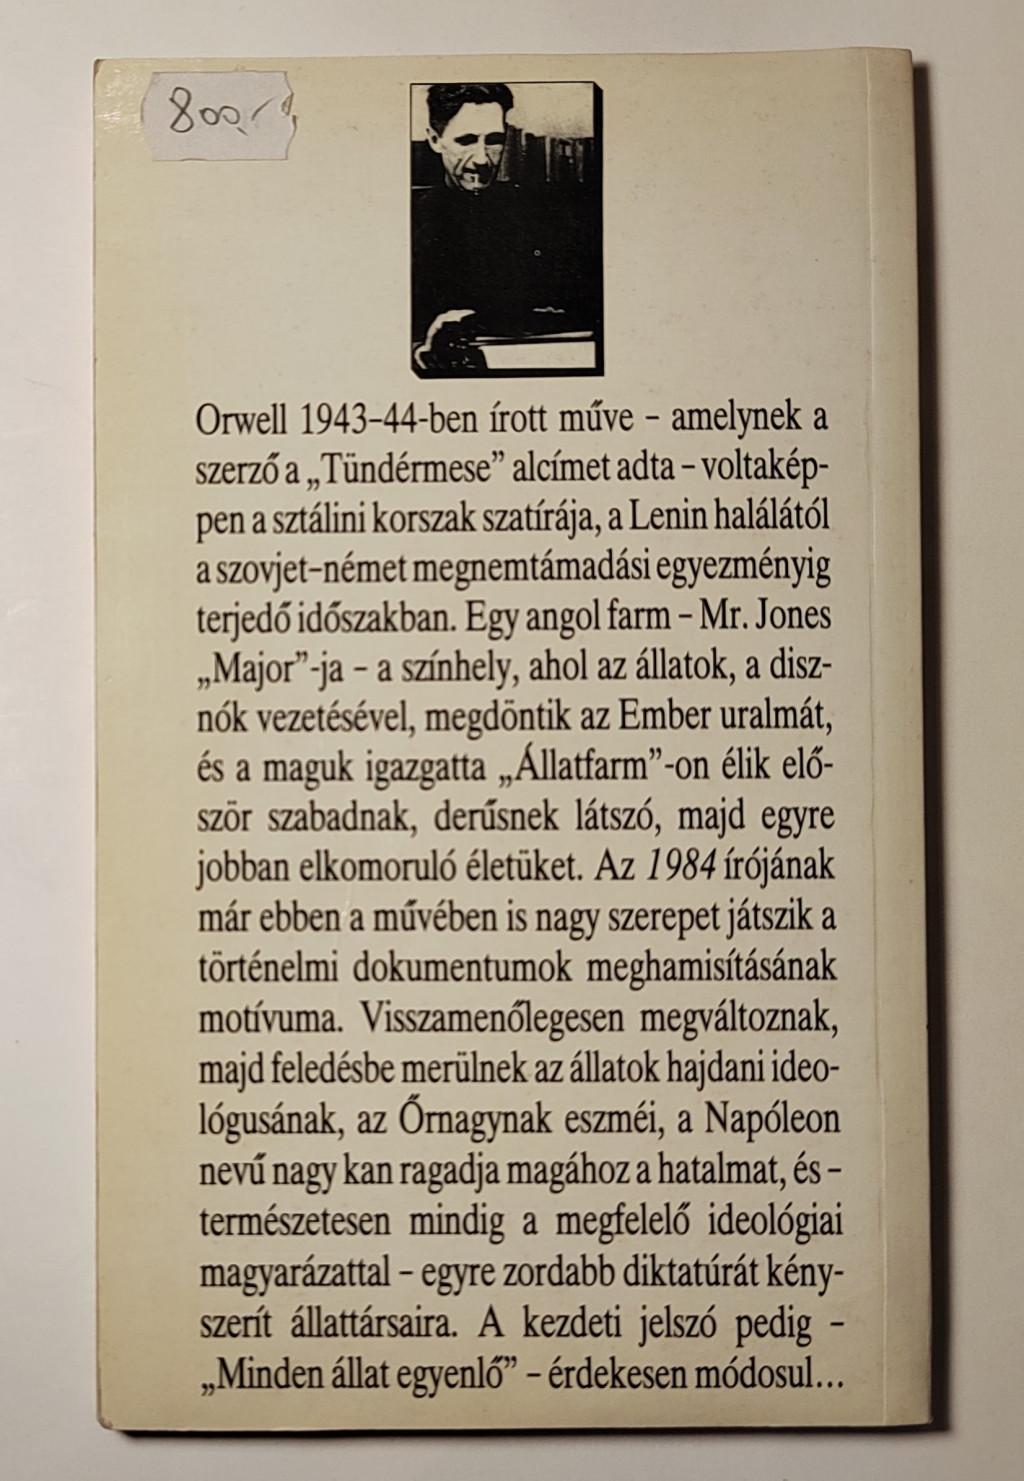 800,-
Orwell 1943–44-ben írott műve – amelynek a
szerző a „Tündérmese” alcímet adta – voltakép-
pen a sztálini korszak szatírája, a Lenin halálától
a szovjet–német megnemtámadási egyezményig
terjedő időszakban. Egy angol farm – Mr. Jones
„Major”-ja – a színhely, ahol az állatok, a disz-
nók vezetésével, megdöntik az Ember uralmát,
és a maguk igazgatta „Állatfarm”-on élik elő-
ször szabadnak, derűsnek látszó, majd egyre
jobban elkomoruló életüket. Az 1984 írójának
már ebben a művében is nagy szerepet játszik a
történelmi dokumentumok meghamisításának
motívuma. Visszamenőlegesen megváltoznak,
majd feledésbe merülnek az állatok hajdani ideo-
lógusának, az Őrnagynak eszméi, a Napóleon
nevű nagy kan ragadja magához a hatalmat, és –
természetesen mindig a megfelelő ideológiai
magyarázattal – egyre zordabb diktatúrát kény-
szerít állattársaira. A kezdeti jelszó pedig –
„Minden állat egyenlő” – érdekesen módosul...